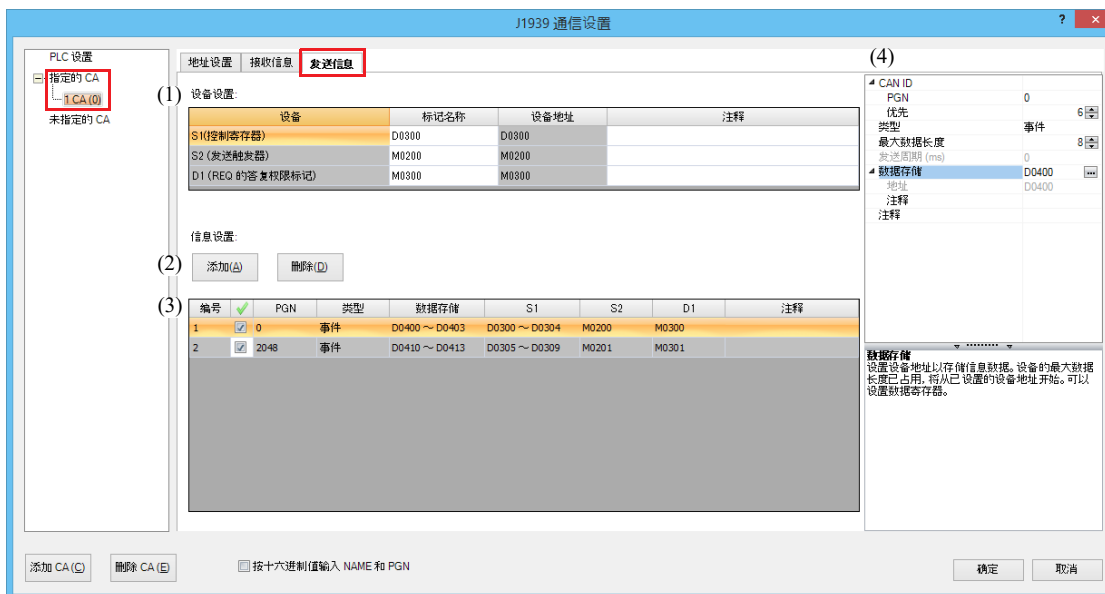 J1939 通信设置
? ×
PLC 设置
指定的 CA
1 CA (0)
未指定的 CA
地址设置 接收信息 发送信息
(1) 设备设置:
设备 标记名称 设备地址 注释
S1(控制寄存器) D0300 D0300
S2 (发送触发器) M0200 M0200
D1 (REQ 的答复权限标记) M0300 M0300
信息设置:
(2) 添加(A) 删除(D)
(3) 编号 PGN 类型 数据存储 S1 S2 D1 注释
1 0 事件 D0400 ～ D0403 D0300 ～ D0304 M0200 M0300
2 2048 事件 D0410 ～ D0413 D0305 ～ D0309 M0201 M0301
(4)
CAN ID
PGN 0
优先 6
类型 事件
最大数据长度 8
发送周期 (ms) 0
数据存储 D0400 ...
地址 D0400
注释
注释
数据存储
设置设备地址以存储信息数据。设备的最大数据
长度已占用, 将从已设置的设备地址开始。可以
设置数据寄存器。
添加 CA (C) 删除 CA (E) 按十六进制值输入 NAME 和 PGN 确定 取消